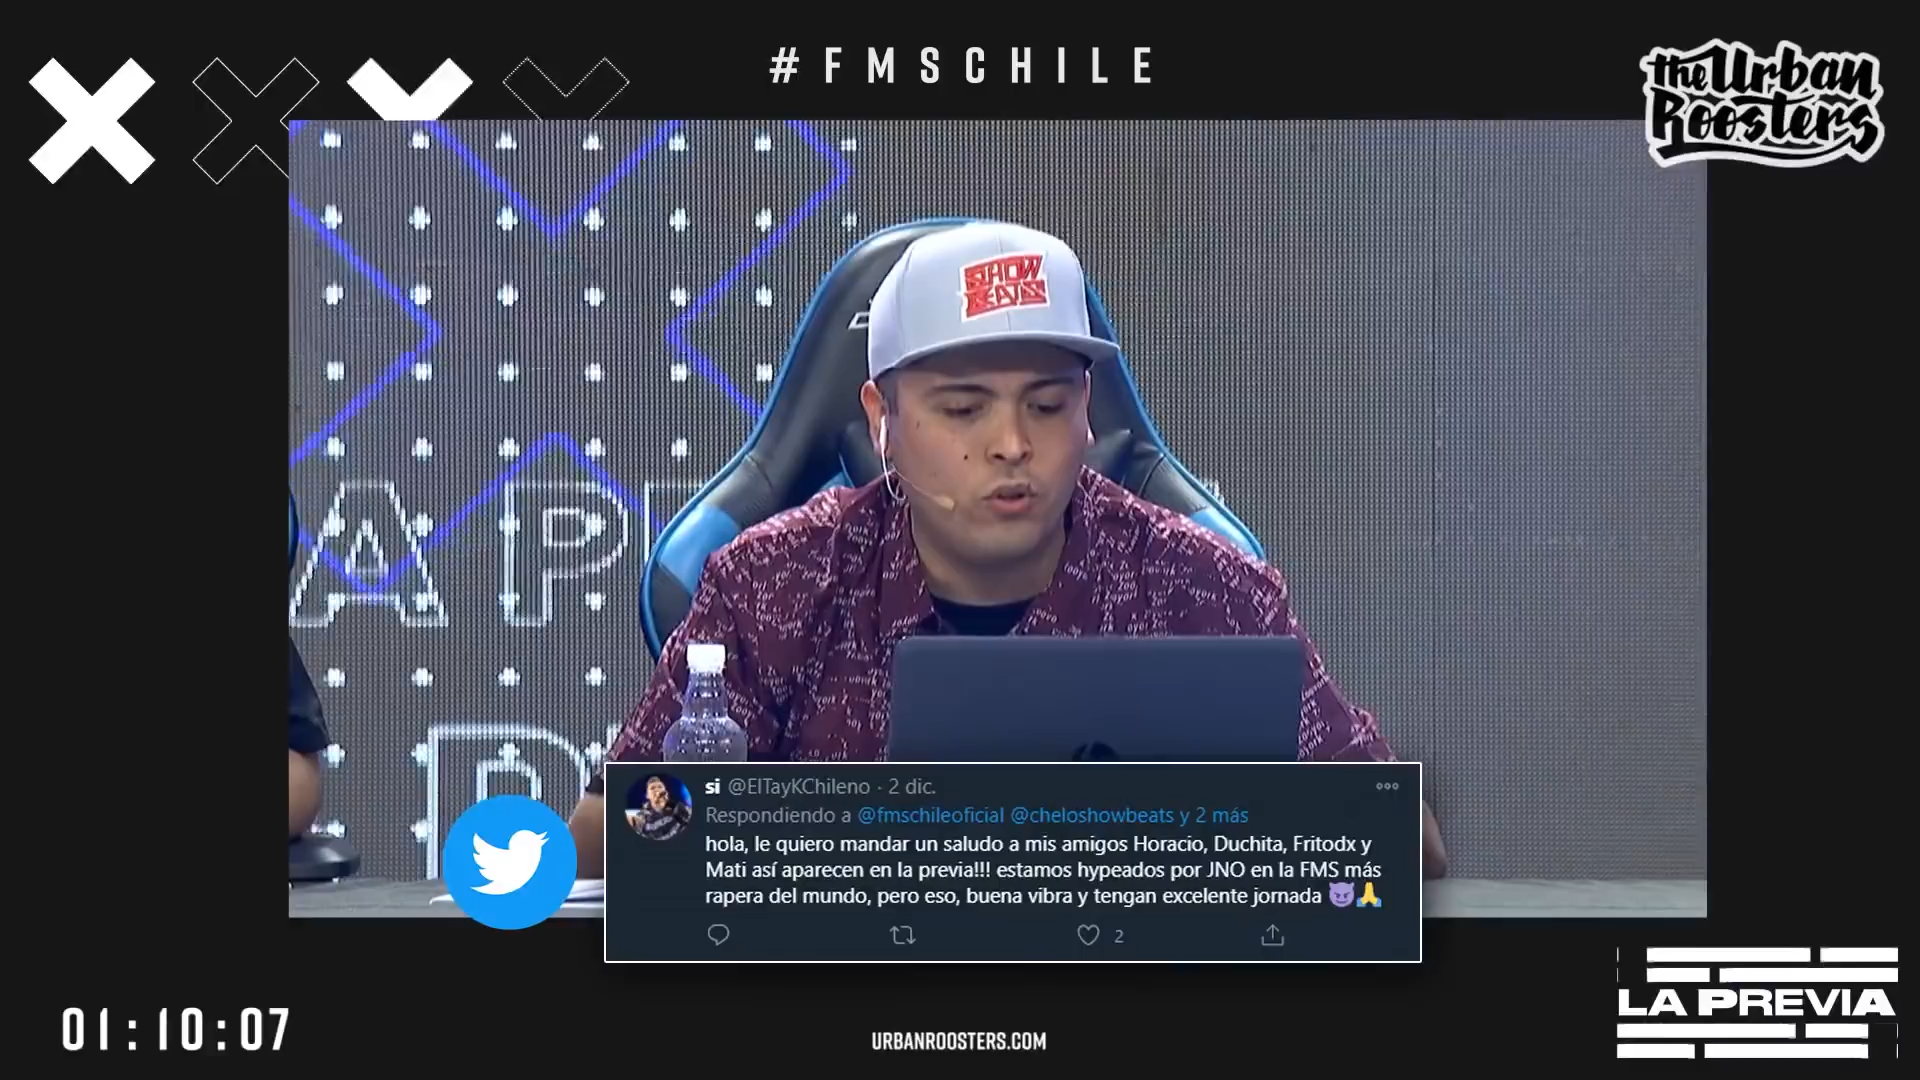 #FMSCHILE
the Urban
Roosters
SHOW
BEATS
AP
si @ElTayKChileno · 2 dic.
Respondiendo a @fmschileoficial @cheloshowbeats y 2 más
hola, le quiero mandar un saludo a mis amigos Horacio, Duchita, Fritodx y
Mati así aparecen en la previa!!! estamos hypeados por JNO en la FMS más
rapera del mundo, pero eso, buena vibra y tengan excelente jornada 😈🙏
2
01:10:07
URBANROOSTERS.COM
LA PREVIA